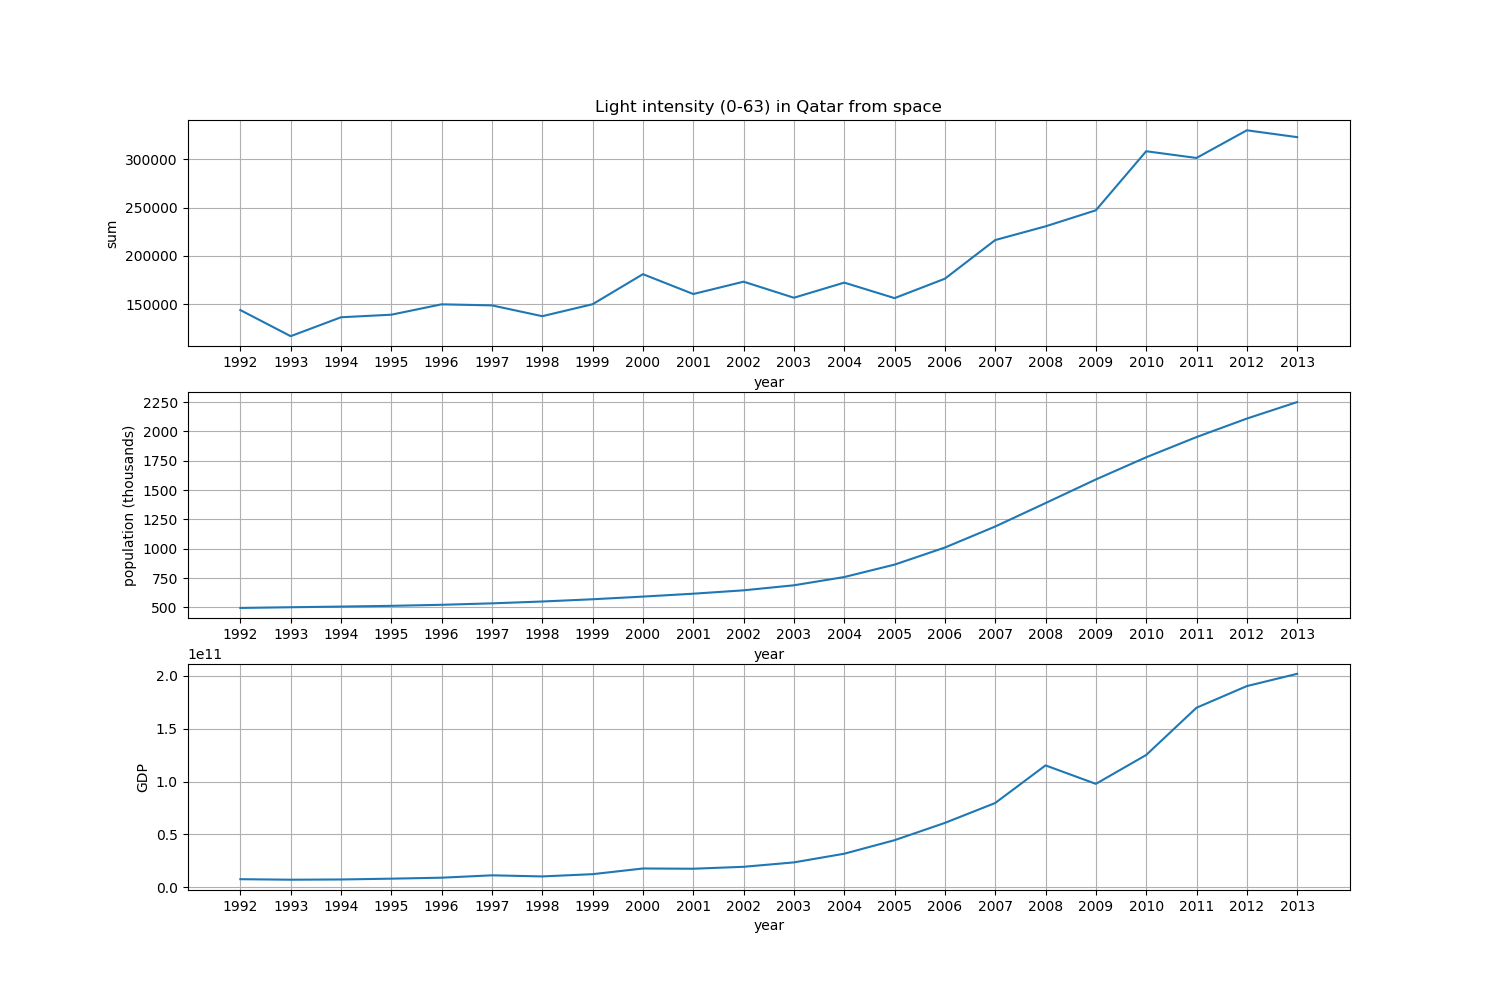 Light intensity (0-63) in Qatar from space
sum
300000
250000
200000
150000
1992 1993 1994 1995 1996 1997 1998 1999 2000 2001 2002 2003 2004 2005 2006 2007 2008 2009 2010 2011 2012 2013
year
population (thousands)
2250
2000
1750
1500
1250
1000
750
500
1992 1993 1994 1995 1996 1997 1998 1999 2000 2001 2002 2003 2004 2005 2006 2007 2008 2009 2010 2011 2012 2013
year
1e11
GDP
2.0
1.5
1.0
0.5
0.0
1992 1993 1994 1995 1996 1997 1998 1999 2000 2001 2002 2003 2004 2005 2006 2007 2008 2009 2010 2011 2012 2013
year